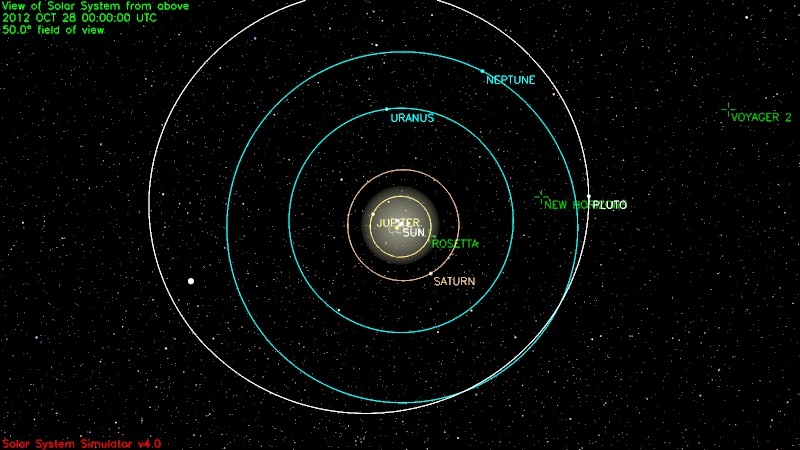 View of Solar System from above
2012 OCT 28 00:00:00 UTC
50.0° field of view
NEPTUNE
URANUS
VOYAGER 2
NEW
PLUTO
JUPITER
SUN
ROSETTA
SATURN
Solar System Simulator v4.0